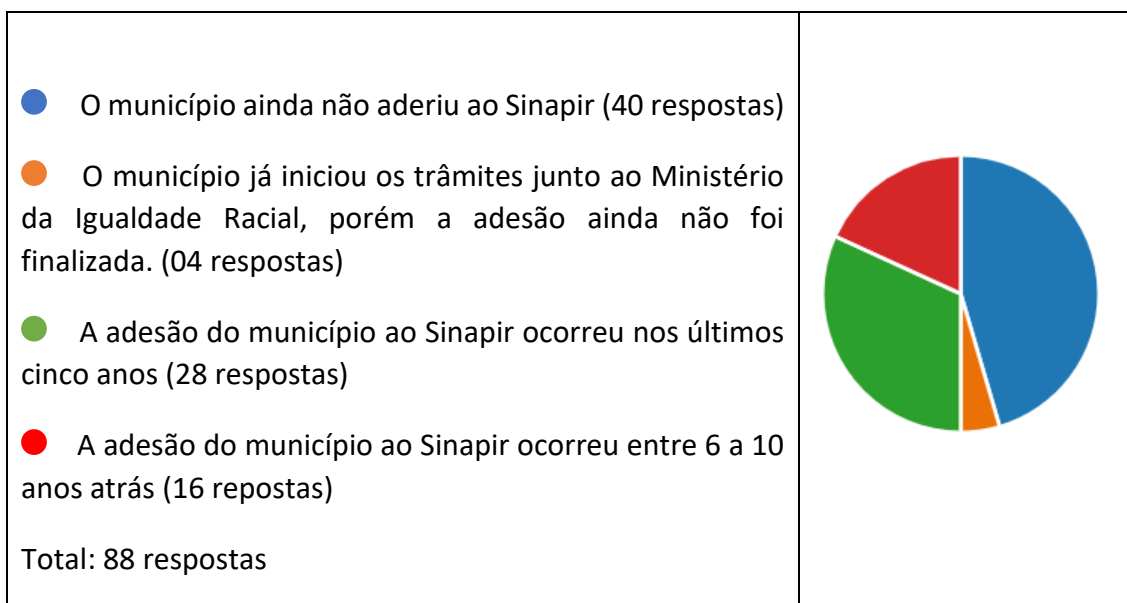 O município ainda não aderiu ao Sinapir (40 respostas)
O município já iniciou os trâmites junto ao Ministério
da Igualdade Racial, porém a adesão ainda não foi
finalizada. (04 respostas)
A adesão do município ao Sinapir ocorreu nos últimos
cinco anos (28 respostas)
A adesão do município ao Sinapir ocorreu entre 6 a 10
anos atrás (16 repostas)
Total: 88 respostas